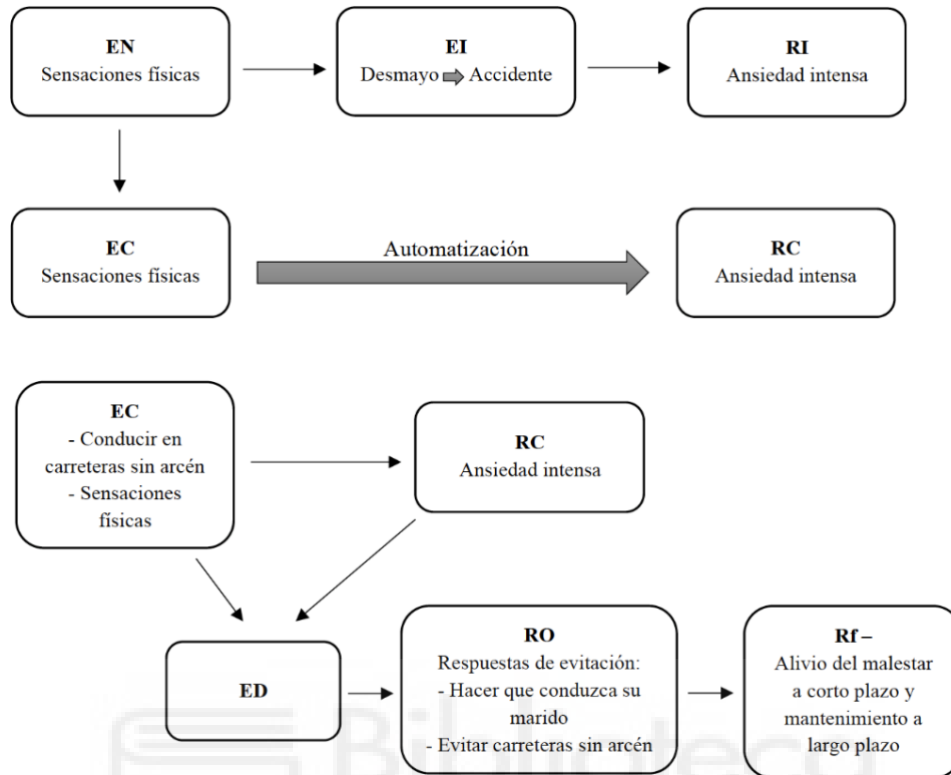 EN
Sensaciones físicas
EI
Desmayo Accidente
RI
Ansiedad intensa
EC
Sensaciones físicas
Automatización
RC
Ansiedad intensa
EC
- Conducir en
carreteras sin arcén
- Sensaciones
físicas
RC
Ansiedad intensa
ED
RO
Respuestas de evitación:
- Hacer que conduzca su
marido
- Evitar carreteras sin arcén
Rf –
Alivio del malestar
a corto plazo y
mantenimiento a
largo plazo
Biblioteca